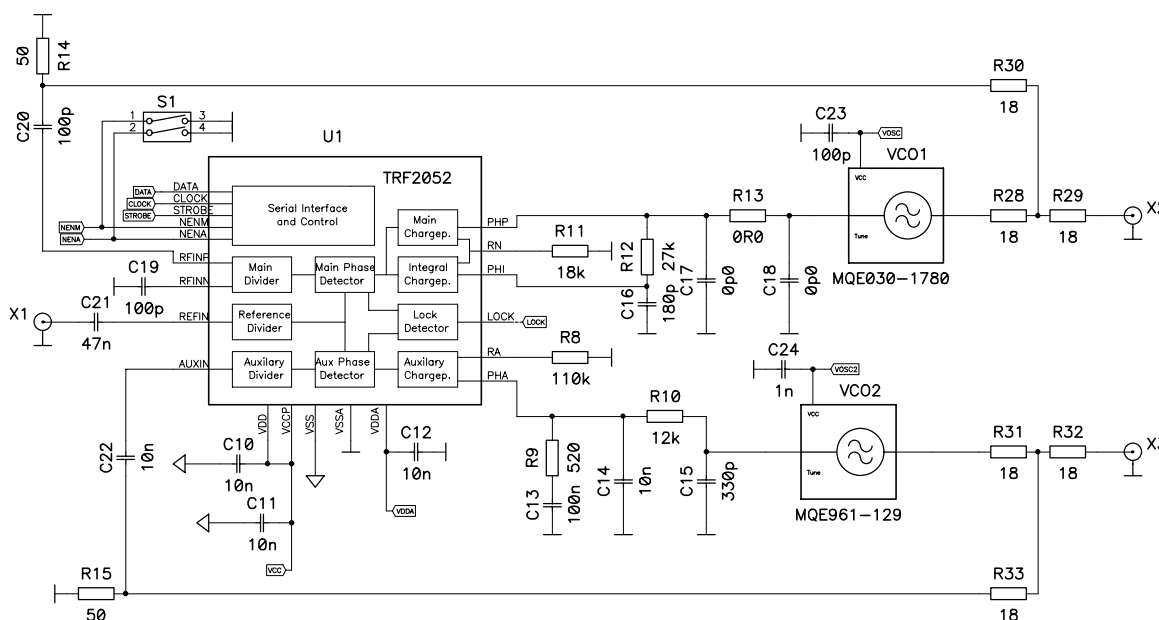 R14
50
R30
18
C20
100p
S1
1
2
3
4
U1
TRF2052
C23
100p
VOSC
VCO1
VCC
Tune
MQE030-1780
DATA
CLOCK
STROBE
NENM
NENA
DATA
CLOCK
STROBE
NENM
NENA
RFINP
RFINN
REFIN
AUXIN
Serial Interface
and Control
Main
Chargep.
Main
Divider
Main Phase
Detector
Integral
Chargep.
Reference
Divider
Lock
Detector
Auxilary
Divider
Aux Phase
Detector
Auxilary
Chargep.
PHP
RN
PHI
LOCK
LOCK
RA
PHA
R11
18k
R12
27k
C16
180p
C17
0p0
R13
0R0
C18
0p0
R28
18
R29
18
X2
C19
100p
X1
C21
47n
R8
110k
C24
1n
VOSC2
VCO2
VCC
Tune
MQE961-129
R10
12k
R9
520
C13
100n
C14
10n
C15
330p
R31
18
R32
18
X3
VDD
VCCP
VSS
VSSA
VDDA
C22
10n
C10
10n
C11
10n
C12
10n
VDDA
VCC
R15
50
R33
18